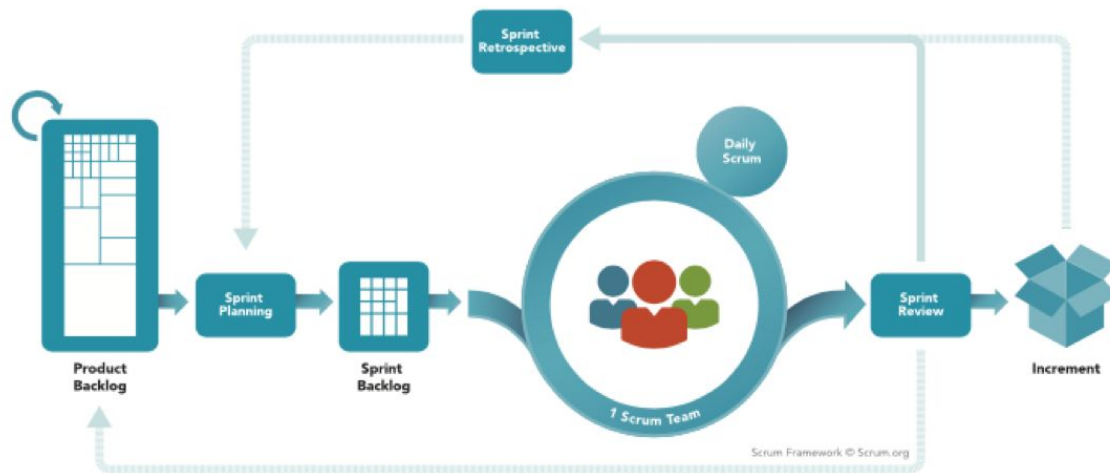 Sprint
Retrospective
Daily
Scrum
Sprint
Planning
Sprint
Review
Product
Backlog
Sprint
Backlog
1 Scrum Team
Increment
Scrum Framework © Scrum.org